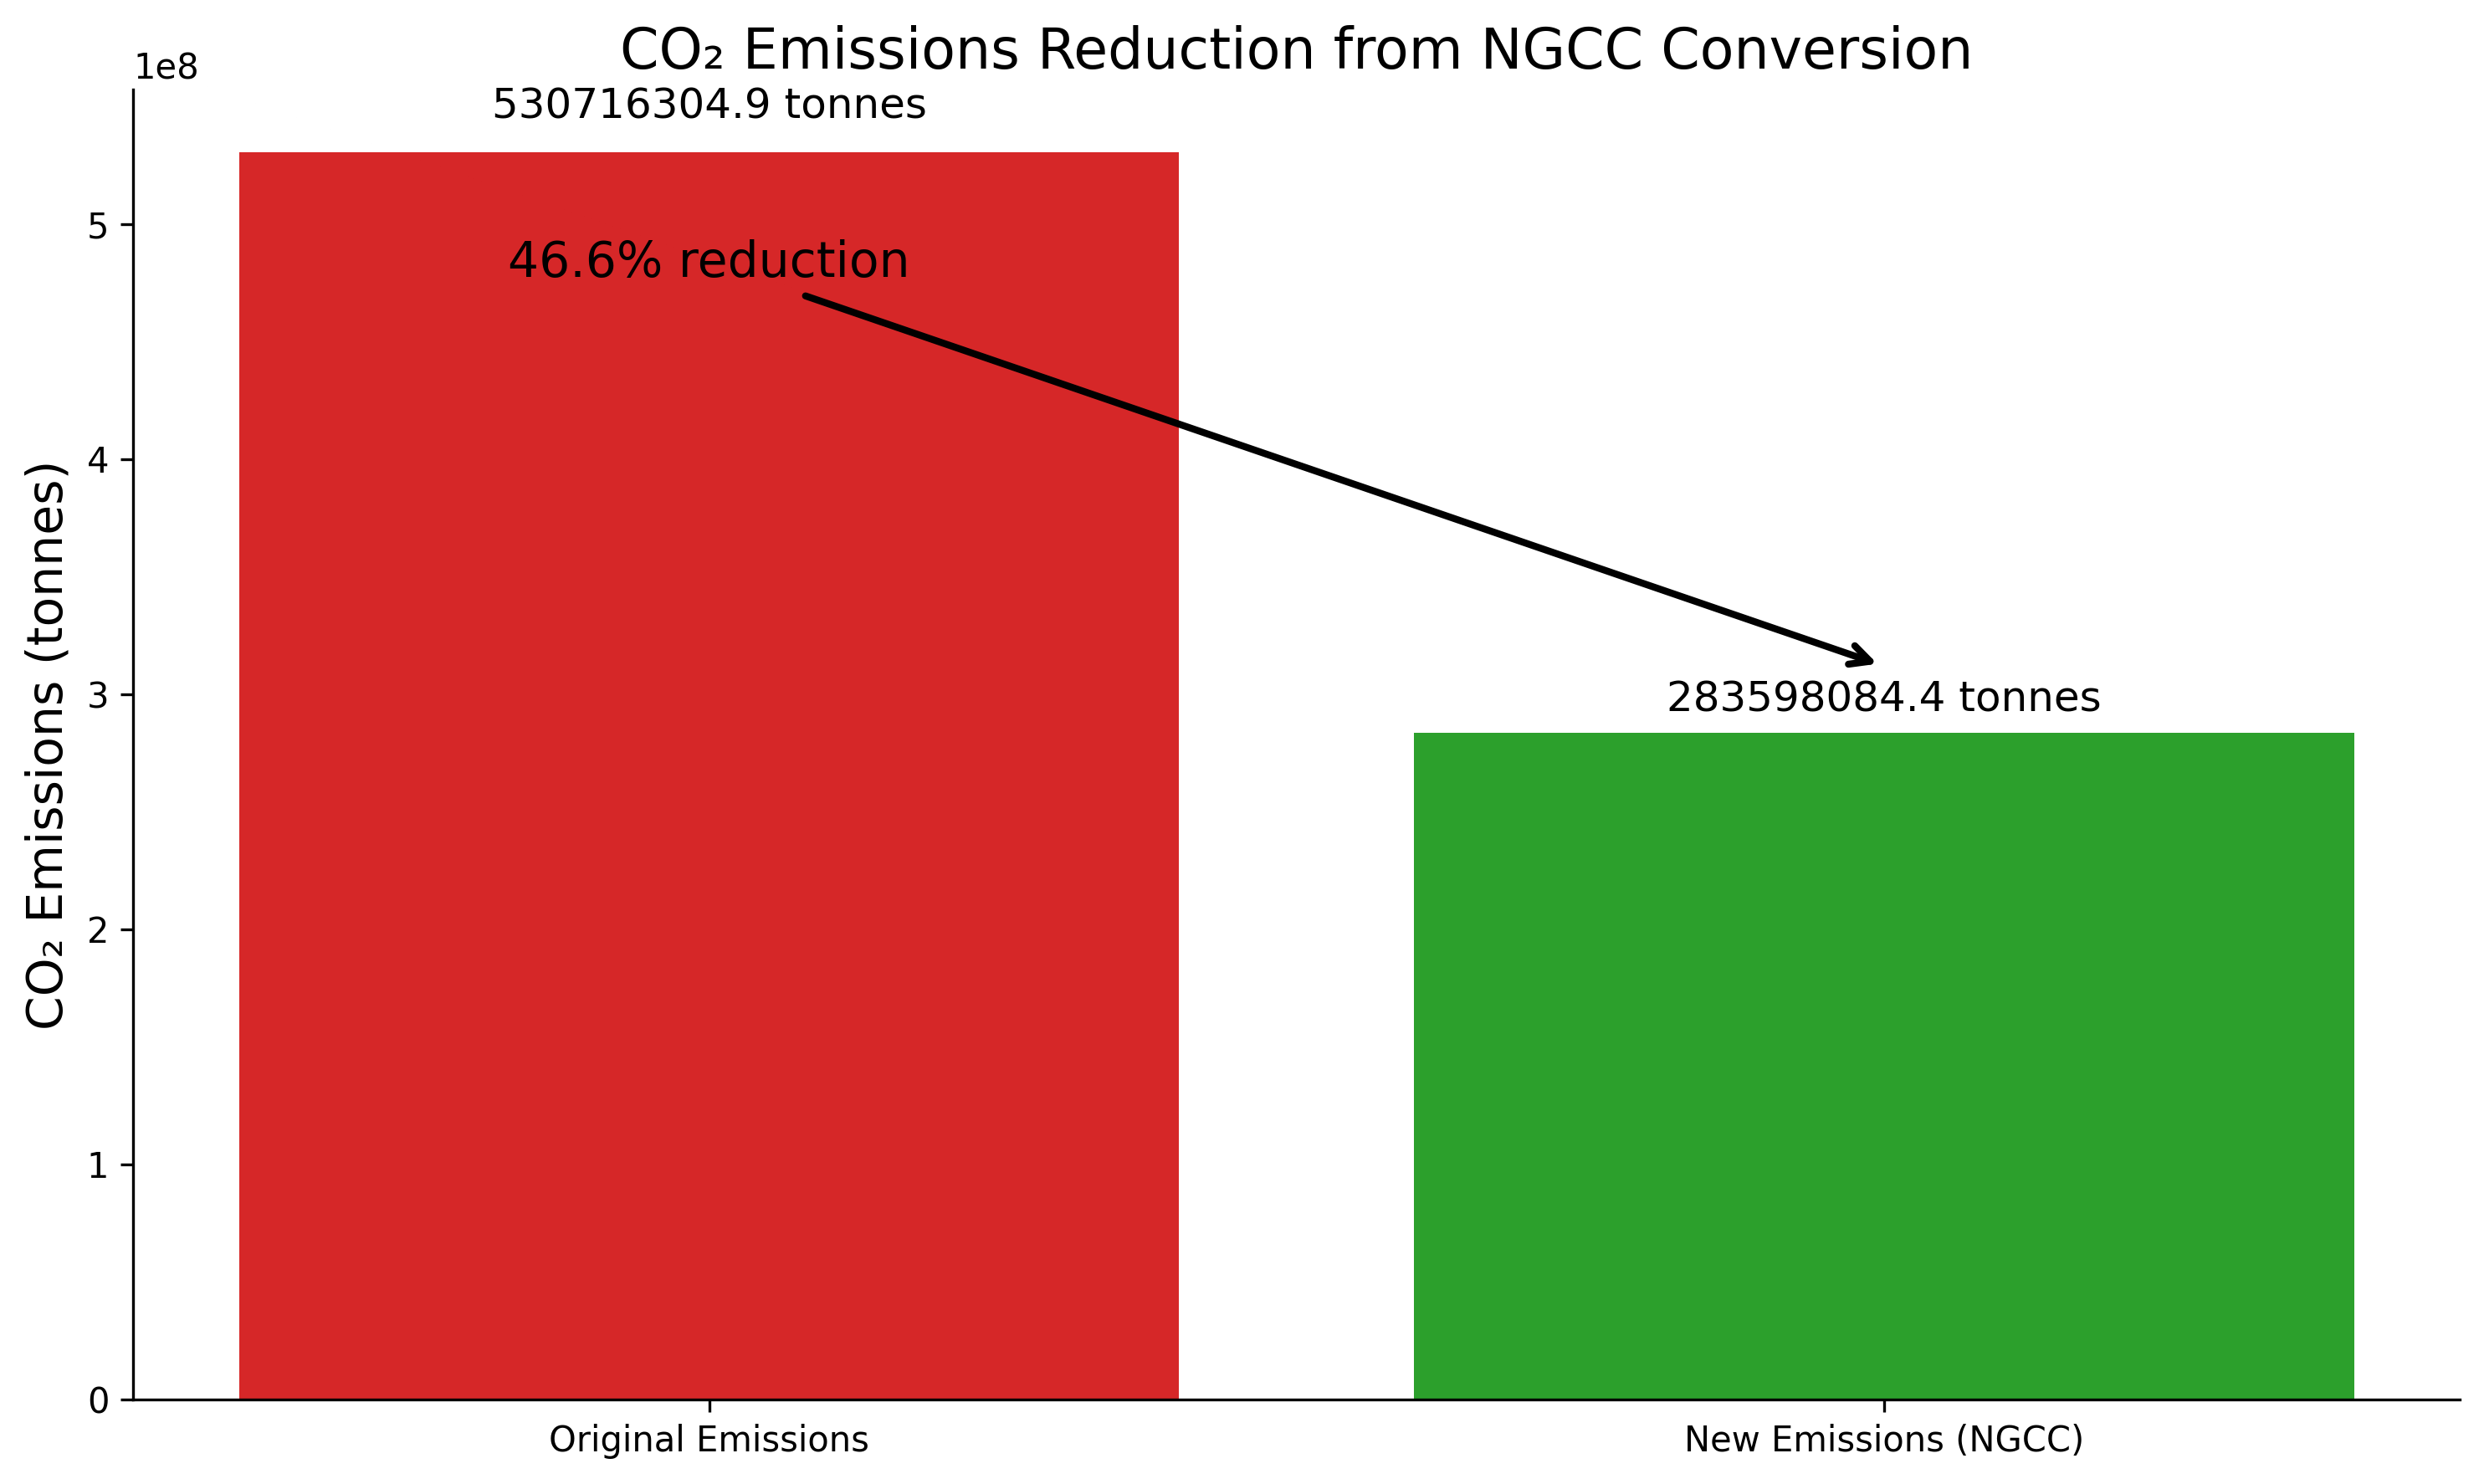 CO₂ Emissions Reduction from NGCC Conversion
1e8
530716304.9 tonnes
5
46.6% reduction
4
CO₂ Emissions (tonnes)
3
283598084.4 tonnes
2
1
0
Original Emissions
New Emissions (NGCC)